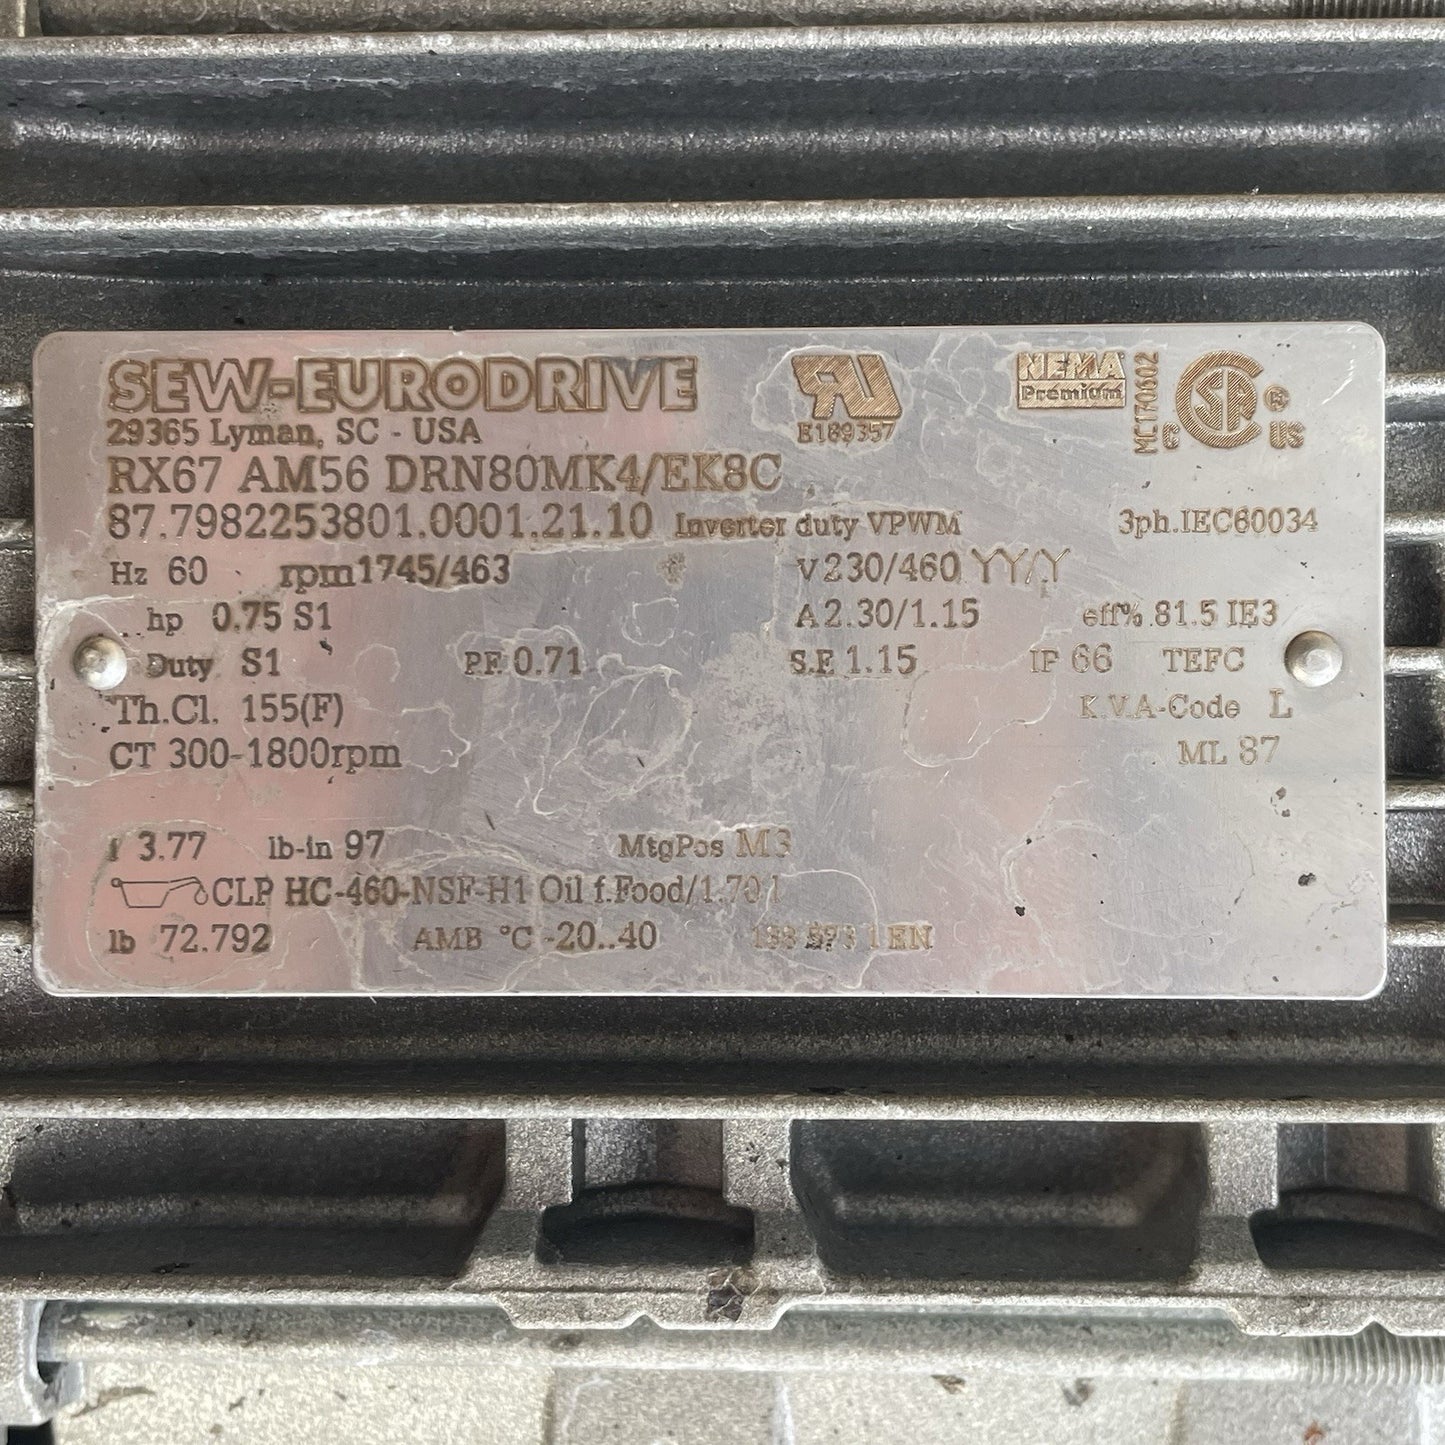 SEW-EURODRIVE
29365 Lyman, SC - USA
E189357
NEMA
Premium
MC170602
C US
RX67 AM56 DRN80MK4/EK8C
87.7982253801.0001.21.10 Inverter duty VPWM 3ph.IEC60034
Hz 60 rpm 1745/463 V 230/460 YY/Y
hp 0.75 S1 A 2.30/1.15 eff% 81.5 IE3
Duty S1 P.F. 0.71 S.F. 1.15 IP 66 TEFC
Th.Cl. 155(F) K.V.A-Code L
CT 300-1800rpm ML 87
i 3.77 lb-in 97 MtgPos M3
CLP HC-460-NSF-H1 Oil f.Food/1.70 l
lb 72.792 AMB °C -20..40 EN